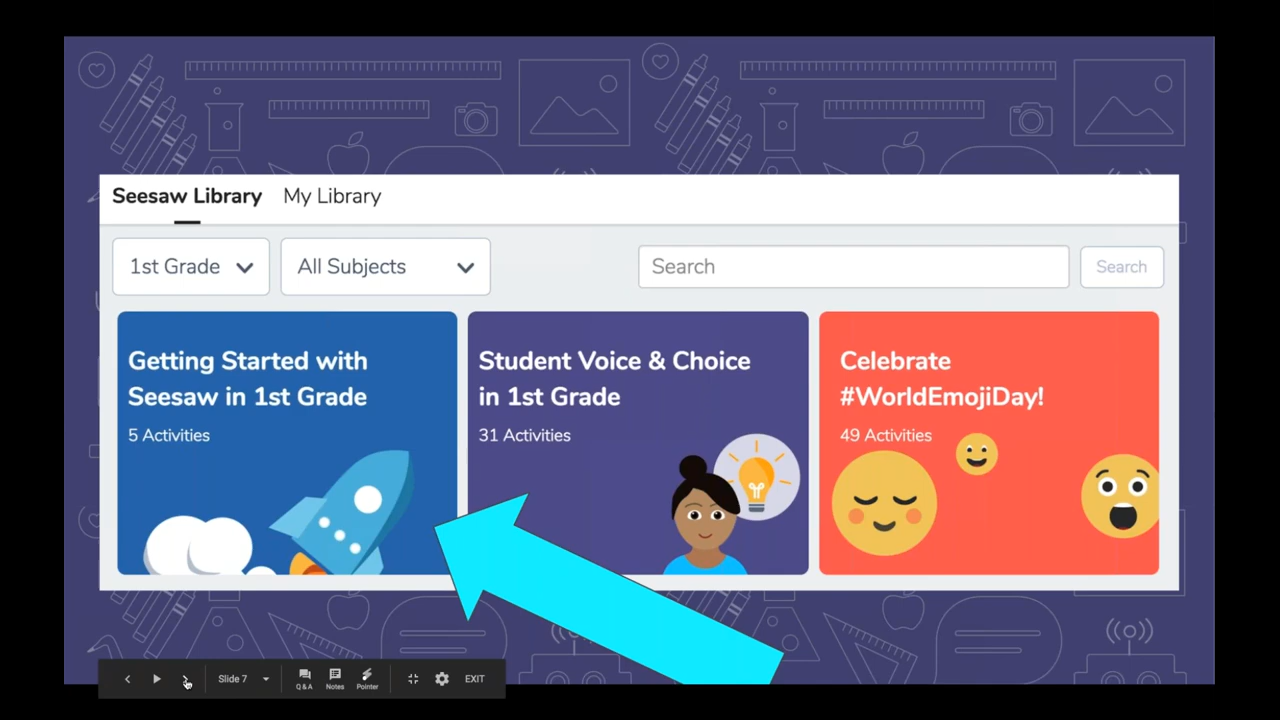 Seesaw Library My Library
1st Grade All Subjects Search Search
Getting Started with
Seesaw in 1st Grade
5 Activities
Student Voice & Choice
in 1st Grade
31 Activities
Celebrate
#WorldEmojiDay!
49 Activities
Slide 7 Q&A Notes Pointer EXIT